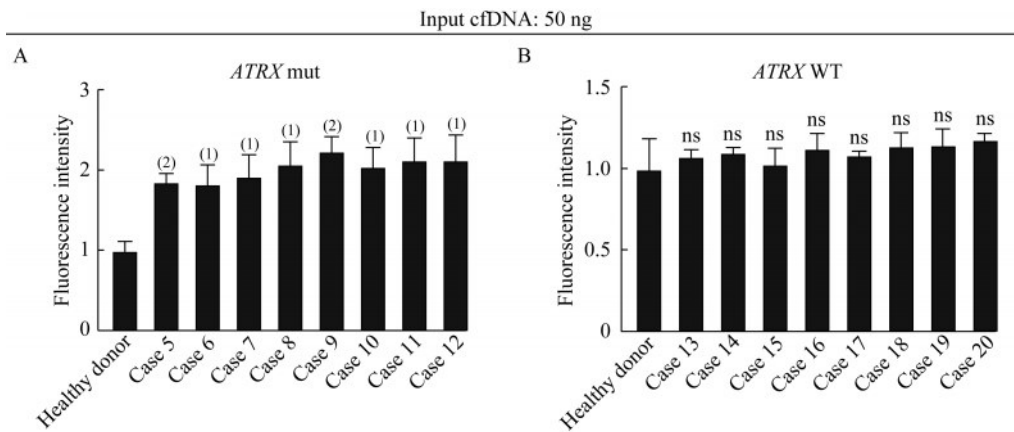 Input cfDNA: 50 ng
A
ATRX mut
Fluorescence intensity
3
2
1
0
(2)
(1)
(1)
(1)
(2)
(1)
(1)
(1)
Healthy donor
Case 5
Case 6
Case 7
Case 8
Case 9
Case 10
Case 11
Case 12
B
ATRX WT
Fluorescence intensity
1.5
1.0
0.5
0
ns
ns
ns
ns
ns
ns
ns
ns
Healthy donor
Case 13
Case 14
Case 15
Case 16
Case 17
Case 18
Case 19
Case 20